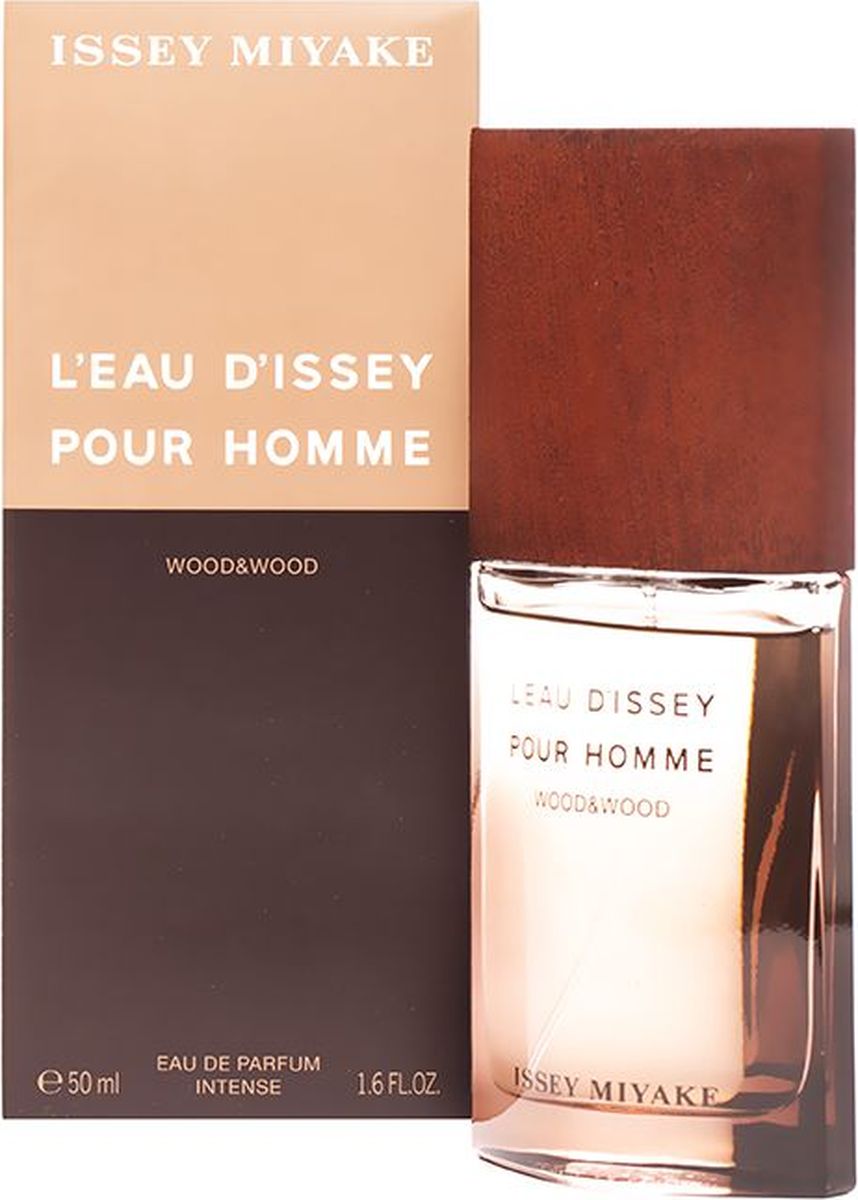 ISSEY MIYAKE
L'EAU D'ISSEY
POUR HOMME
WOOD&WOOD
EAU DE PARFUM
INTENSE
℮ 50 ml
1.6 FL.OZ.
L'EAU D'ISSEY
POUR HOMME
WOOD&WOOD
ISSEY MIYAKE